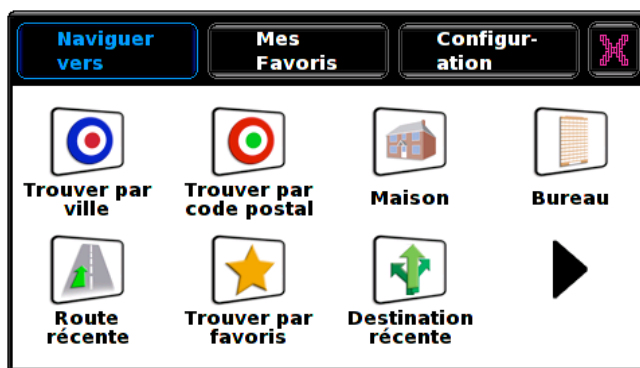 Naviguer
vers
Mes
Favoris
Configur-
ation
Trouver par
ville
Trouver par
code postal
Maison
Bureau
Route
récente
Trouver par
favoris
Destination
récente